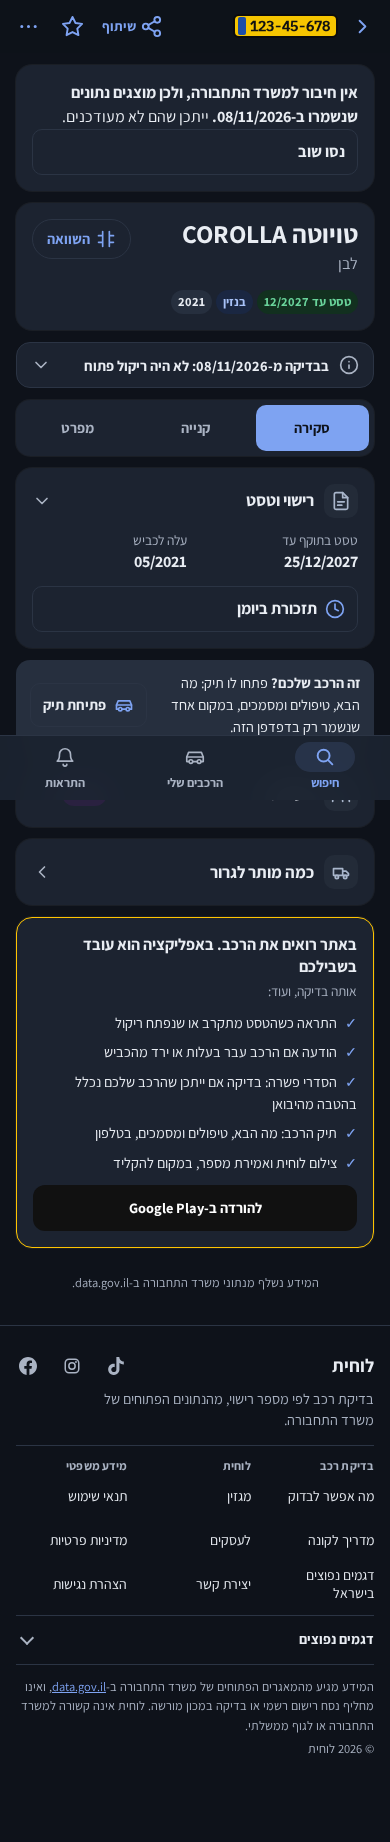 123-45-678
שיתוף
אין חיבור למשרד התחבורה, ולכן מוצגים נתונים
שנשמרו ב-08/11/2026. ייתכן שהם לא מעודכנים.
נסו שוב
טויוטה COROLLA
השוואה
לבן
טסט עד 12/2027
בנזין
2021
בבדיקה מ-08/11/2026: לא היה ריקול פתוח
סקירה
קנייה
מפרט
רישוי וטסט
טסט בתוקף עד
עלה לכביש
25/12/2027
05/2021
תזכורת ביומן
זה הרכב שלכם? פתחו לו תיק: מה
הבא, טיפולים ומסמכים, במקום אחד
שנשמר רק בדפדפן הזה.
פתיחת תיק
חיפוש
הרכבים שלי
התראות
כמה מותר לגרור
באתר רואים את הרכב. באפליקציה הוא עובד
בשבילכם
אותה בדיקה, ועוד:
✓ התראה כשהטסט מתקרב או שנפתח ריקול
✓ הודעה אם הרכב עבר בעלות או ירד מהכביש
✓ הסדרי פשרה: בדיקה אם ייתכן שהרכב שלכם נכלל
בהטבה מהיבואן
✓ תיק הרכב: מה הבא, טיפולים ומסמכים, בטלפון
✓ צילום לוחית ואמירת מספר, במקום להקליד
להורדה ב-Google Play
המידע נשלף מנתוני משרד התחבורה ב-data.gov.il.
לוחית
בדיקת רכב לפי מספר רישוי, מהנתונים הפתוחים של
משרד התחבורה.
בדיקת רכב
לוחית
מידע משפטי
מה אפשר לבדוק
מגזין
תנאי שימוש
מדריך לקונה
לעסקים
מדיניות פרטיות
דגמים נפוצים
בישראל
יצירת קשר
הצהרת נגישות
דגמים נפוצים
המידע מגיע מהמאגרים הפתוחים של משרד התחבורה ב-data.gov.il, ואינו
מחליף נסח רישום רשמי או בדיקה במכון מורשה. לוחית אינה קשורה למשרד
התחבורה או לגוף ממשלתי.
© 2026 לוחית